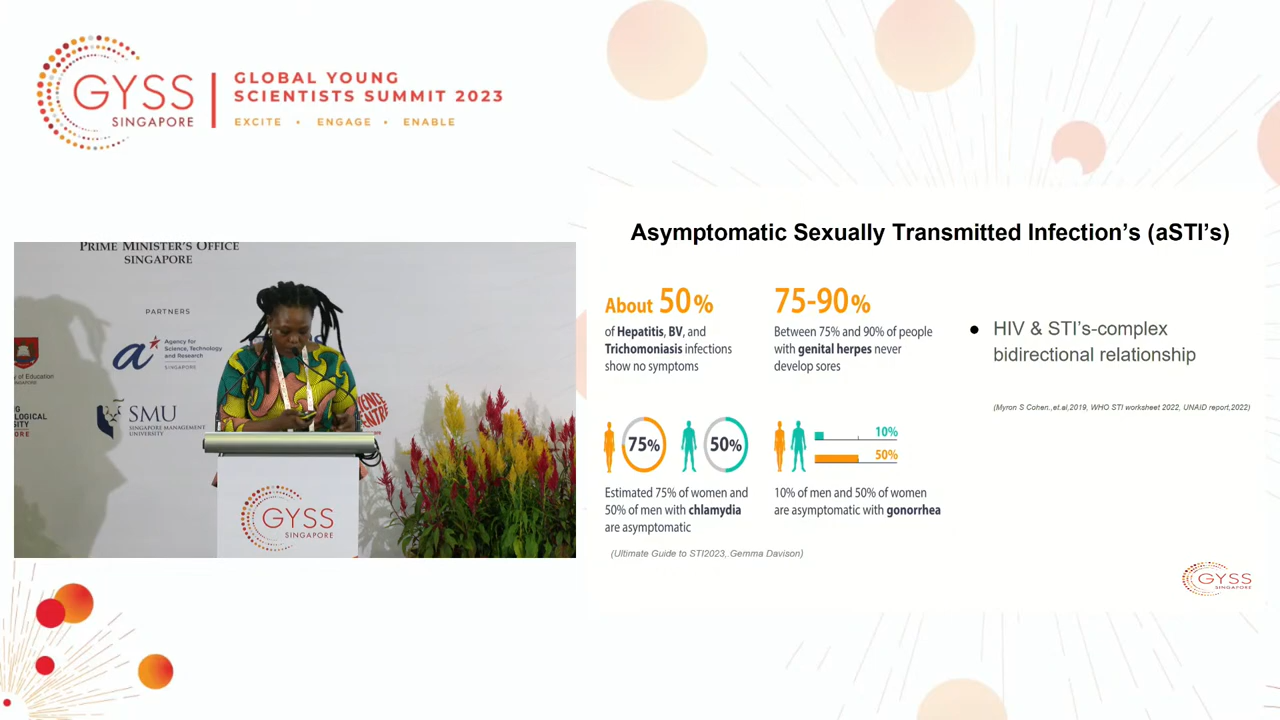 GYSS
SINGAPORE
GLOBAL YOUNG
SCIENTISTS SUMMIT 2023
EXCITE • ENGAGE • ENABLE
PRIME MINISTER'S OFFICE
SINGAPORE
PARTNERS
Agency for
Science, Technology
and Research
SINGAPORE
SMU
SINGAPORE MANAGEMENT
UNIVERSITY
GYSS
SINGAPORE
Asymptomatic Sexually Transmitted Infection's (aSTI's)
About 50%
of Hepatitis, BV, and
Trichomoniasis infections
show no symptoms
75-90%
Between 75% and 90% of people
with genital herpes never
develop sores
75%
50%
Estimated 75% of women and
50% of men with chlamydia
are asymptomatic
10%
50%
10% of men and 50% of women
are asymptomatic with gonorrhea
(Ultimate Guide to STI2023, Gemma Davison)
● HIV & STI's-complex
bidirectional relationship
(Myron S Cohen.,et.al,2019, WHO STI worksheet 2022, UNAID report,2022)
GYSS
SINGAPORE